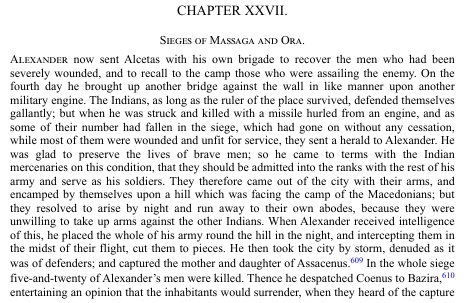 CHAPTER XXVII.
Sieges of Massaga and Ora.
Alexander now sent Alcetas with his own brigade to recover the men who had been
severely wounded, and to recall to the camp those who were assailing the enemy. On the
fourth day he brought up another bridge against the wall in like manner upon another
military engine. The Indians, as long as the ruler of the place survived, defended themselves
gallantly; but when he was struck and killed with a missile hurled from an engine, and as
some of their number had fallen in the siege, which had gone on without any cessation,
while most of them were wounded and unfit for service, they sent a herald to Alexander. He
was glad to preserve the lives of brave men; so he came to terms with the Indian
mercenaries on this condition, that they should be admitted into the ranks with the rest of his
army and serve as his soldiers. They therefore came out of the city with their arms, and
encamped by themselves upon a hill which was facing the camp of the Macedonians; but
they resolved to arise by night and run away to their own abodes, because they were
unwilling to take up arms against the other Indians. When Alexander received intelligence
of this, he placed the whole of his army round the hill in the night, and intercepting them in
the midst of their flight, cut them to pieces. He then took the city by storm, denuded as it
was of defenders; and captured the mother and daughter of Assacenus.609 In the whole siege
five-and-twenty of Alexander's men were killed. Thence he despatched Coenus to Bazira,610
entertaining an opinion that the inhabitants would surrender, when they heard of the capture